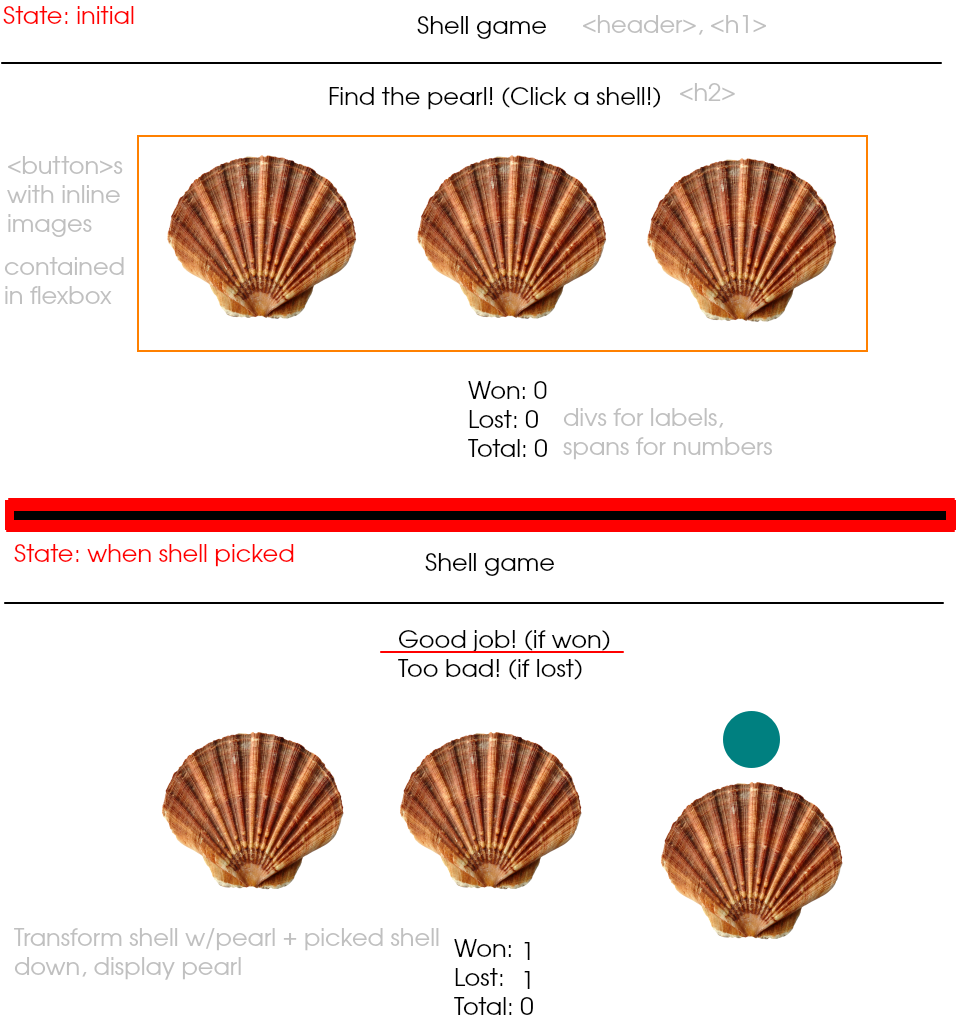 State: initial
Shell game <header>, <h1>
Find the pearl! (Click a shell!) <h2>
<button>s
with inline
images
contained
in flexbox
Won: 0
Lost: 0
Total: 0
divs for labels,
spans for numbers
State: when shell picked
Shell game
Good job! (if won)
Too bad! (if lost)
Transform shell w/pearl + picked shell
down, display pearl
Won: 1
Lost: 1
Total: 0